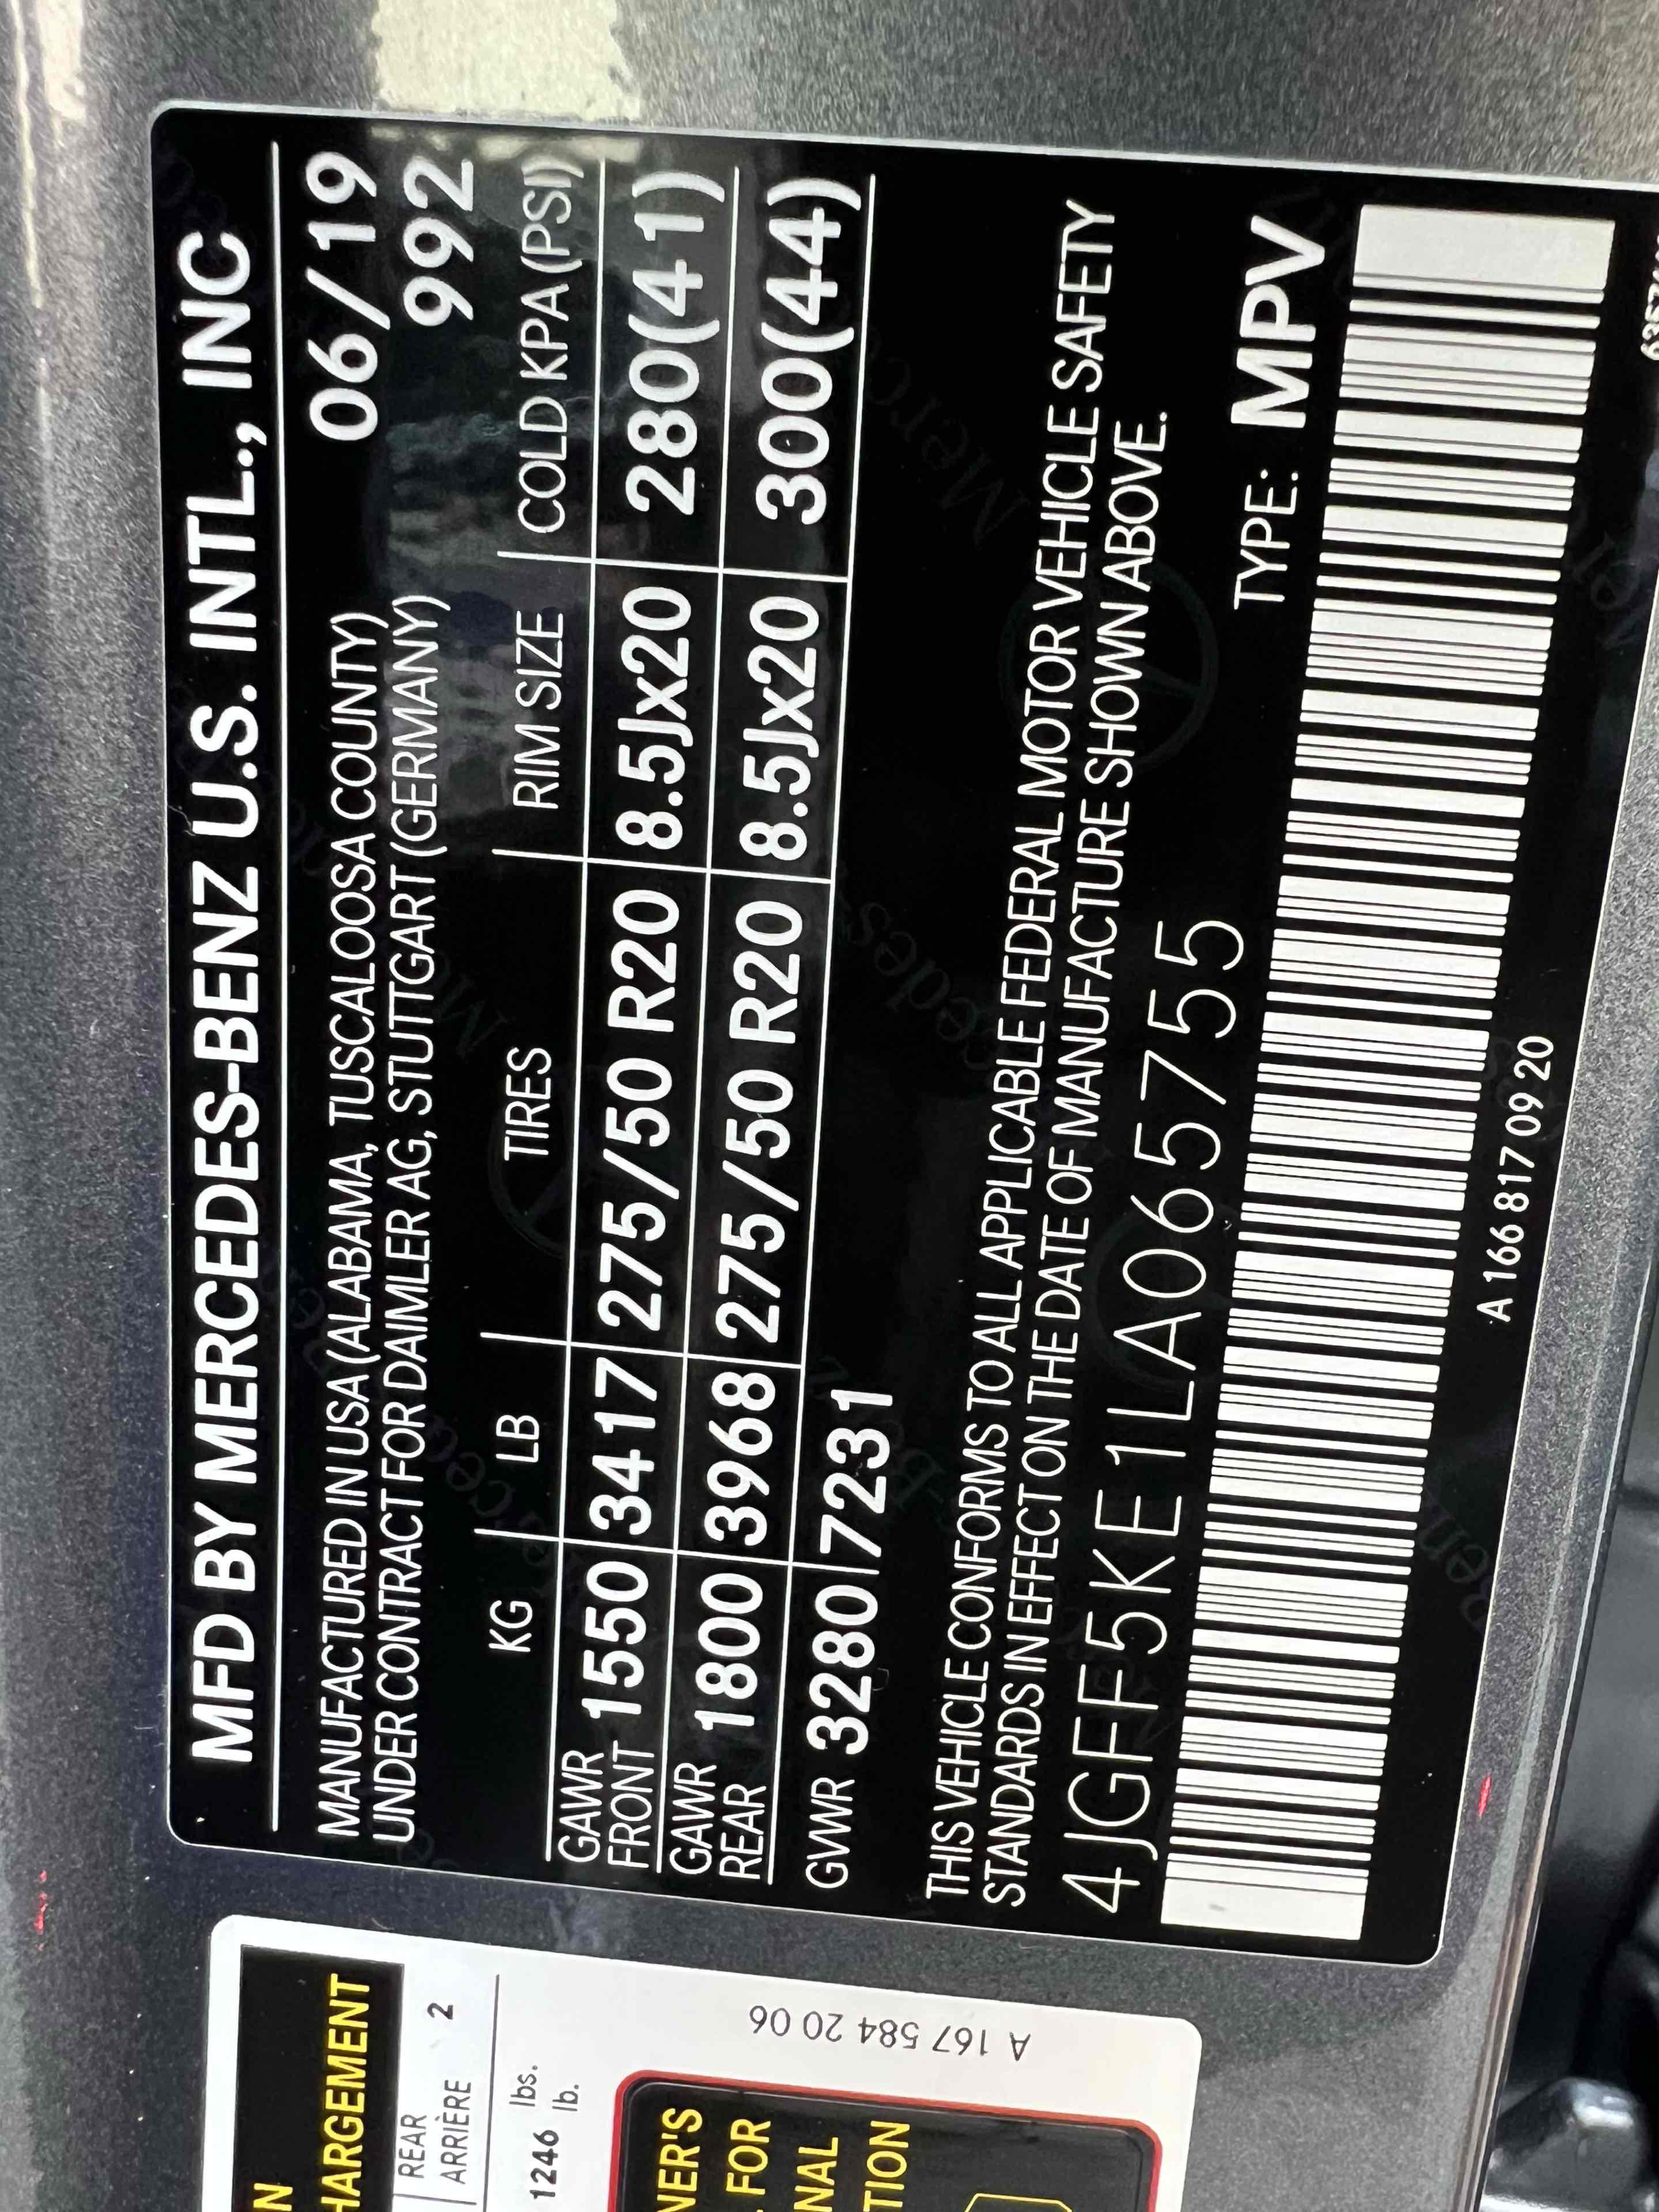 MFD BY MERCEDES-BENZ U.S. INTL., INC
MANUFACTURED IN USA (ALABAMA, TUSCALOOSA COUNTY) 06/19
UNDER CONTRACT FOR DAIMLER AG, STUTTGART (GERMANY) 992
KG LB TIRES RIM SIZE COLD KPA (PSI)
GAWR FRONT 1550 3417 275/50 R20 8.5Jx20 280(41)
GAWR REAR 1800 3968 275/50 R20 8.5Jx20 300(44)
GVWR 3280 7231
THIS VEHICLE CONFORMS TO ALL APPLICABLE FEDERAL MOTOR VEHICLE SAFETY
STANDARDS IN EFFECT ON THE DATE OF MANUFACTURE SHOWN ABOVE.
4JGFF5KE1LA065755 TYPE: MPV
A 166 817 09 20
HARGEMENT
REAR
ARRIÈRE 2
1246 lbs.
lb.
NER'S
FOR
NAL
TION
A 167 584 20 06